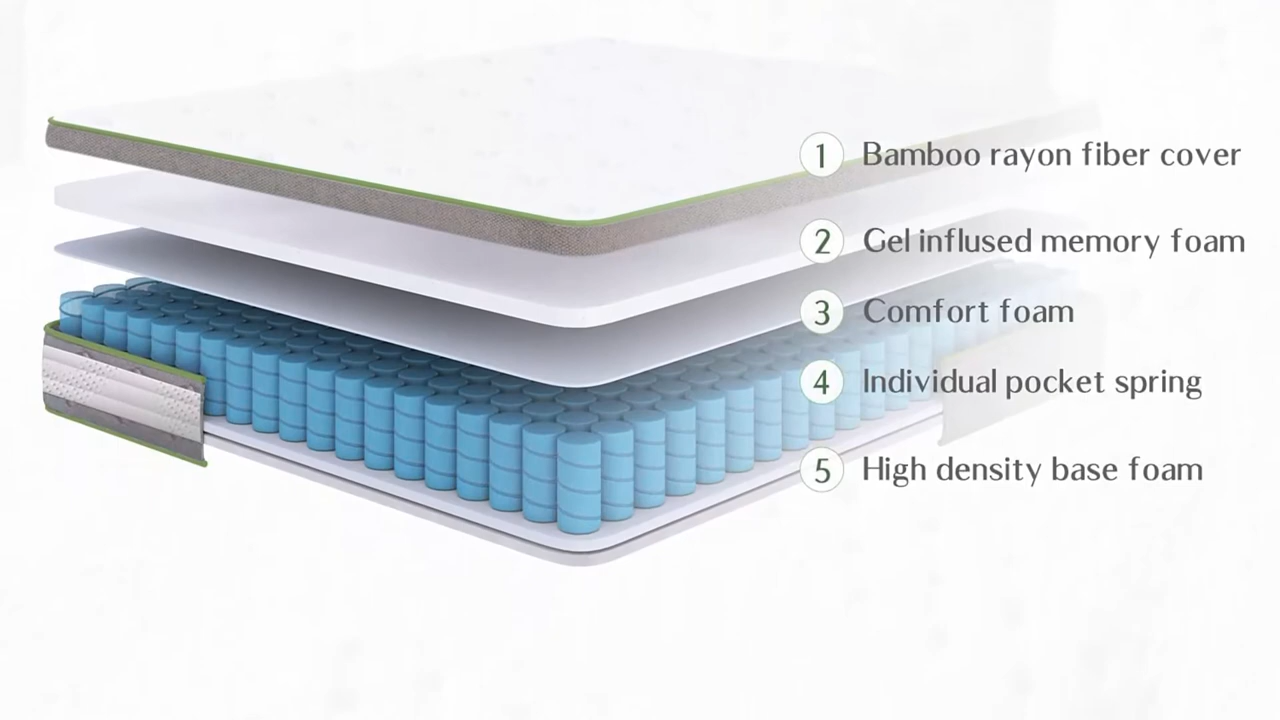 1 Bamboo rayon fiber cover
2 Gel inflused memory foam
3 Comfort foam
4 Individual pocket spring
5 High density base foam